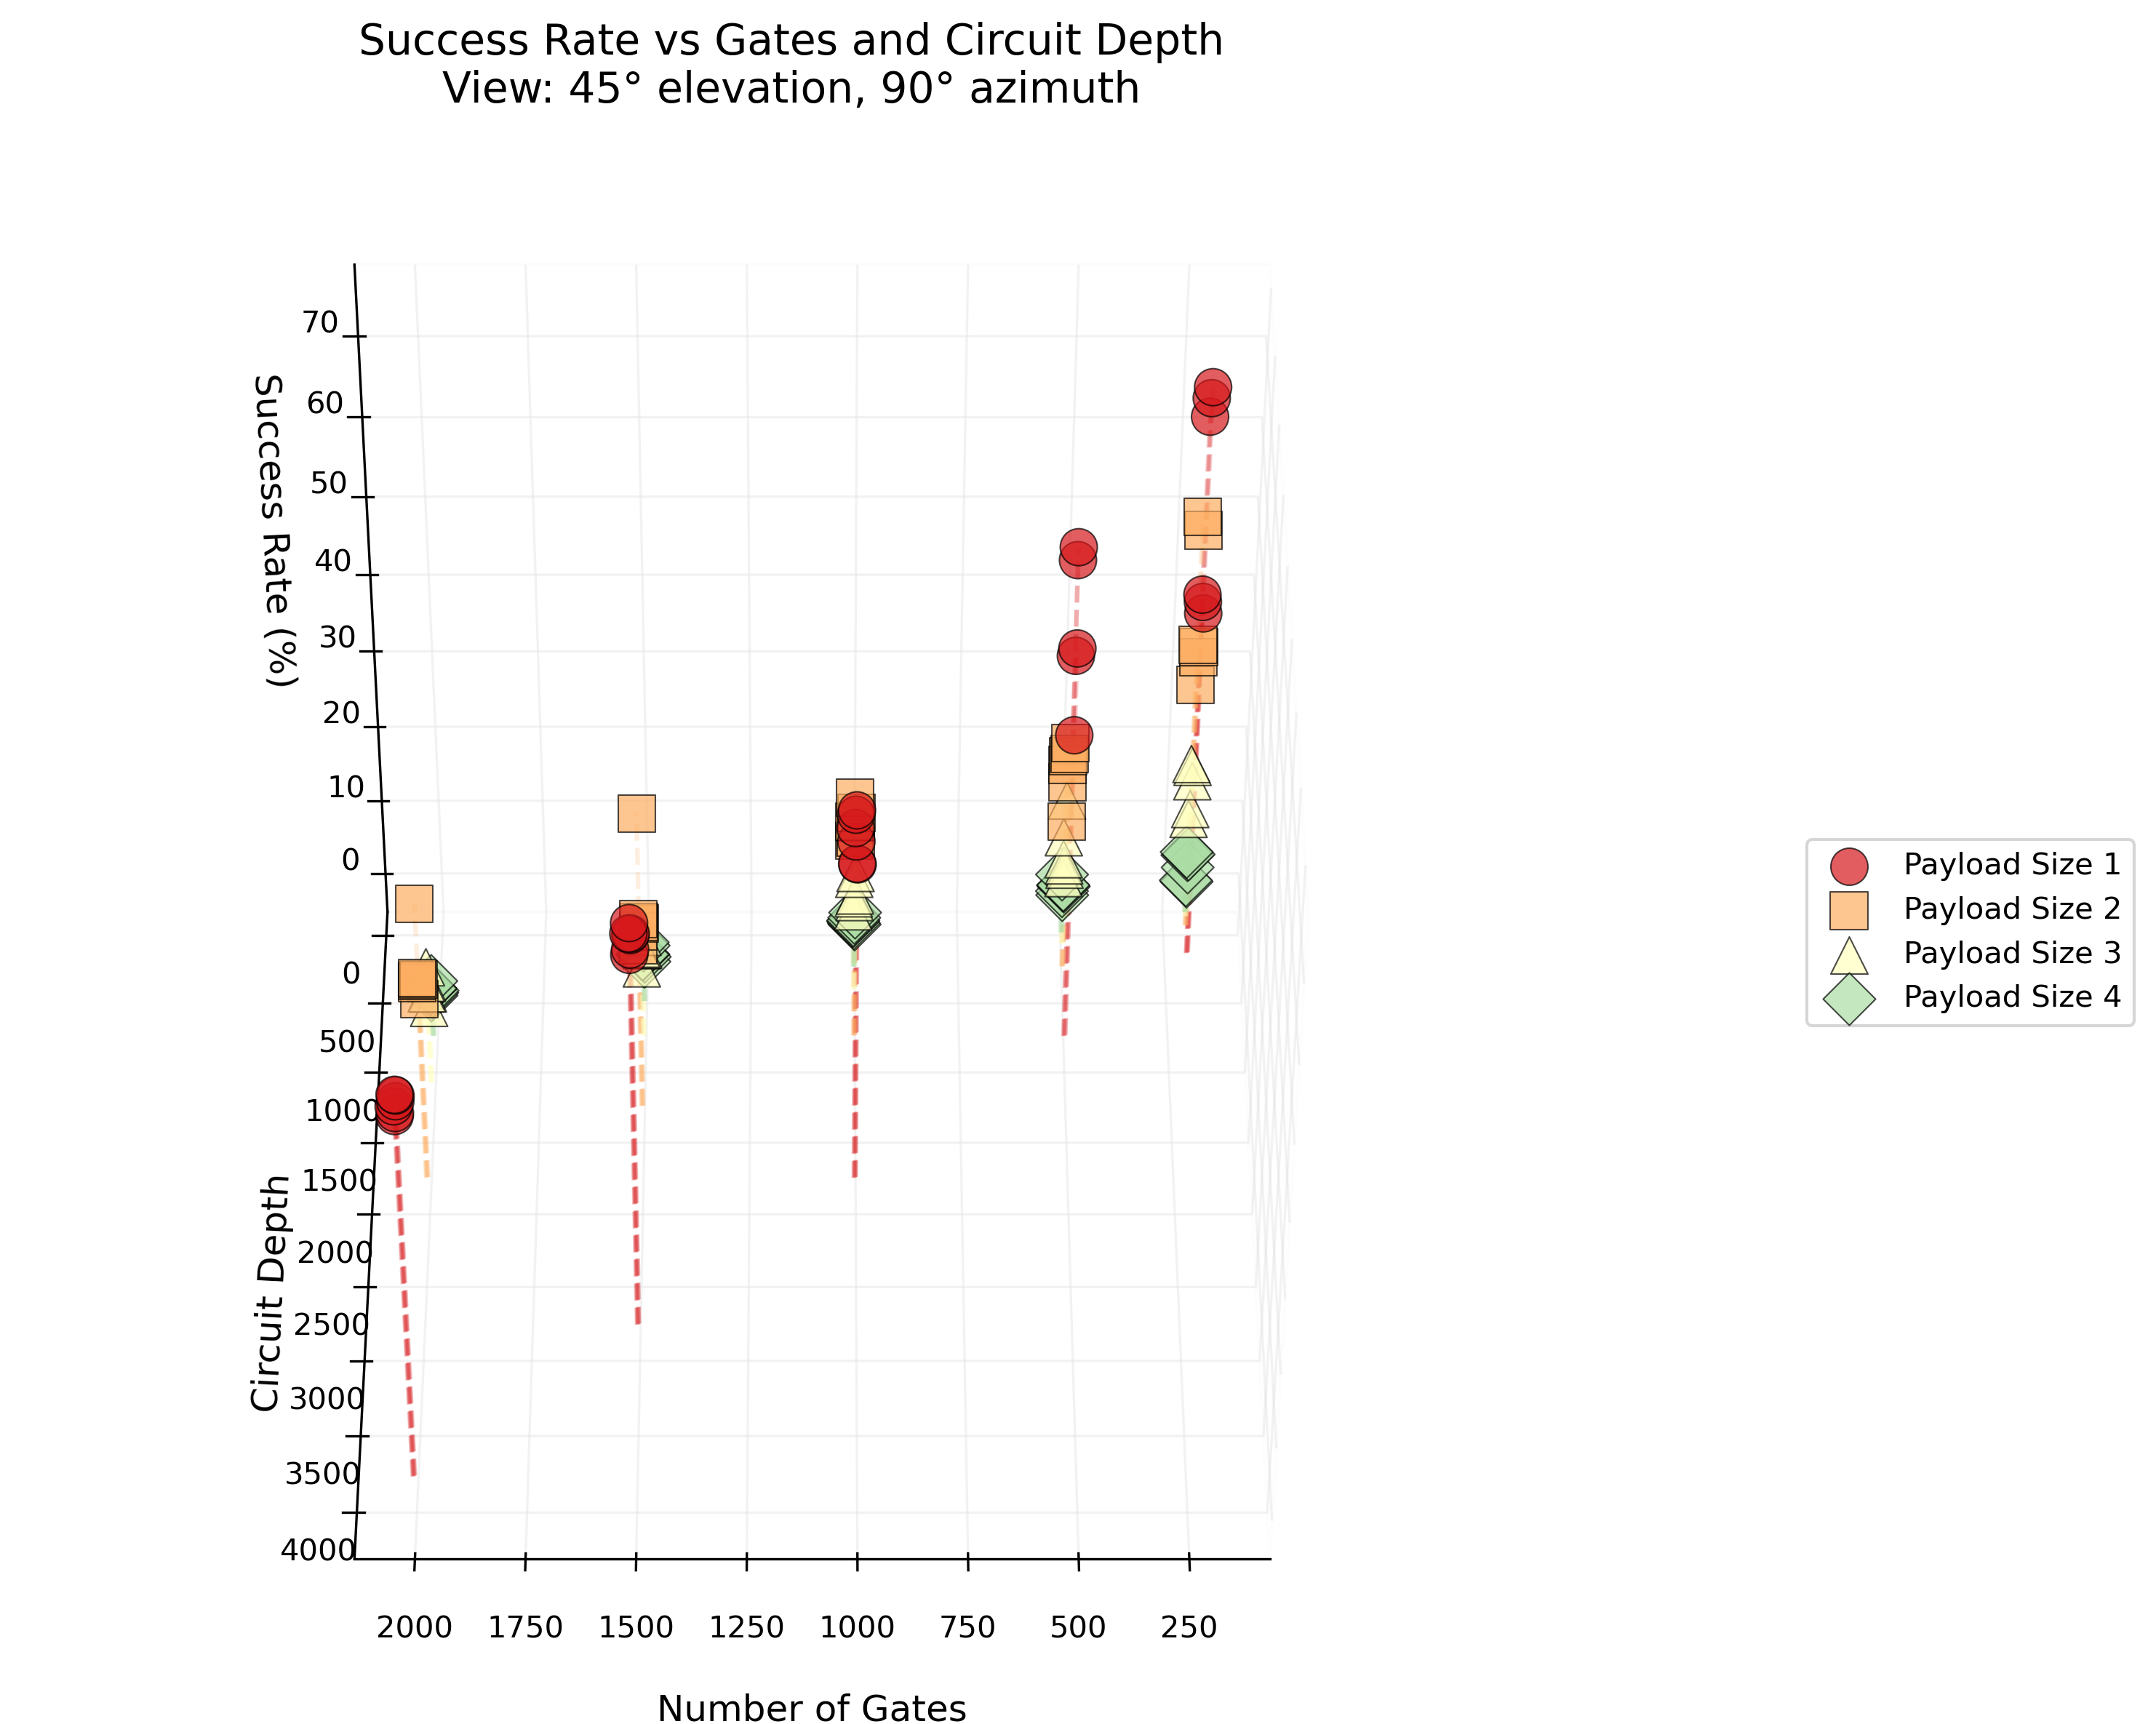 Success Rate vs Gates and Circuit Depth
View: 45° elevation, 90° azimuth
Success Rate (%)
70
60
50
40
30
20
10
0
0
500
1000
1500
2000
2500
3000
3500
4000
Circuit Depth
2000 1750 1500 1250 1000 750 500 250
Number of Gates
Payload Size 1
Payload Size 2
Payload Size 3
Payload Size 4